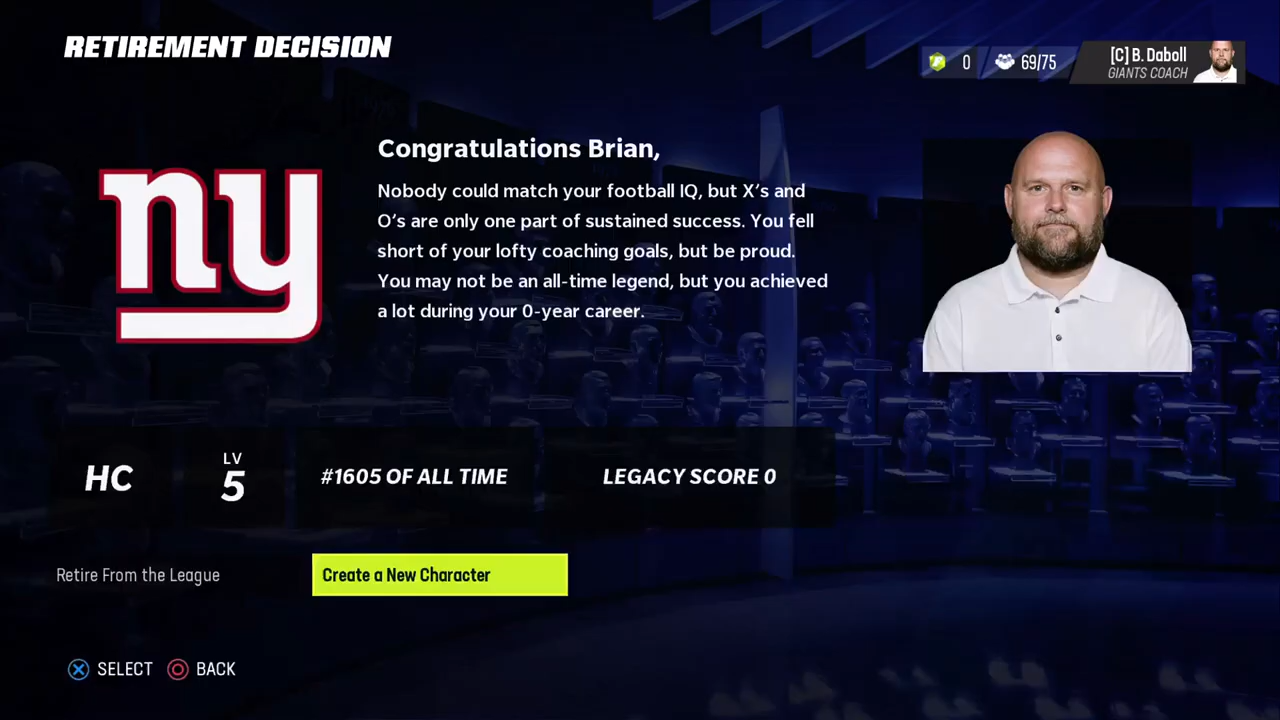 RETIREMENT DECISION
0
69/75
[C] B. Daboll
GIANTS COACH
ny
Congratulations Brian,
Nobody could match your football IQ, but X's and
O's are only one part of sustained success. You fell
short of your lofty coaching goals, but be proud.
You may not be an all-time legend, but you achieved
a lot during your 0-year career.
HC
LV
5
#1605 OF ALL TIME
LEGACY SCORE 0
Retire From the League
Create a New Character
SELECT
BACK